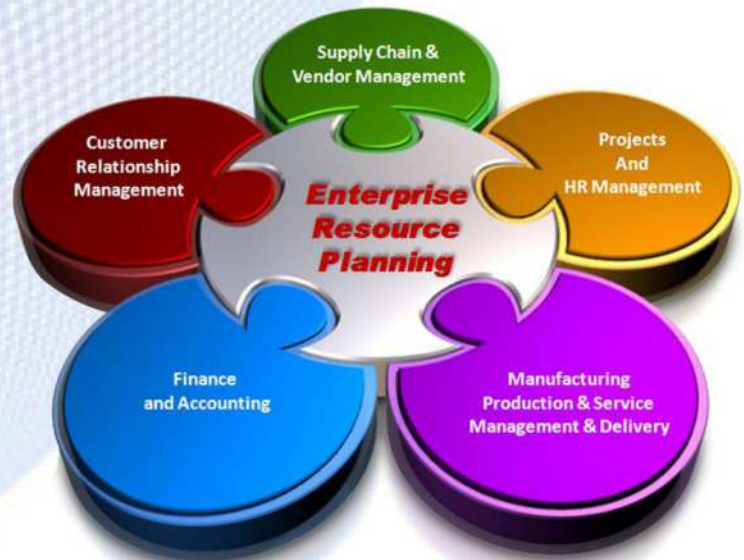 Supply Chain &
Vendor Management
Customer
Relationship
Management
Projects
And
HR Management
Enterprise
Resource
Planning
Finance
and Accounting
Manufacturing
Production & Service
Management & Delivery